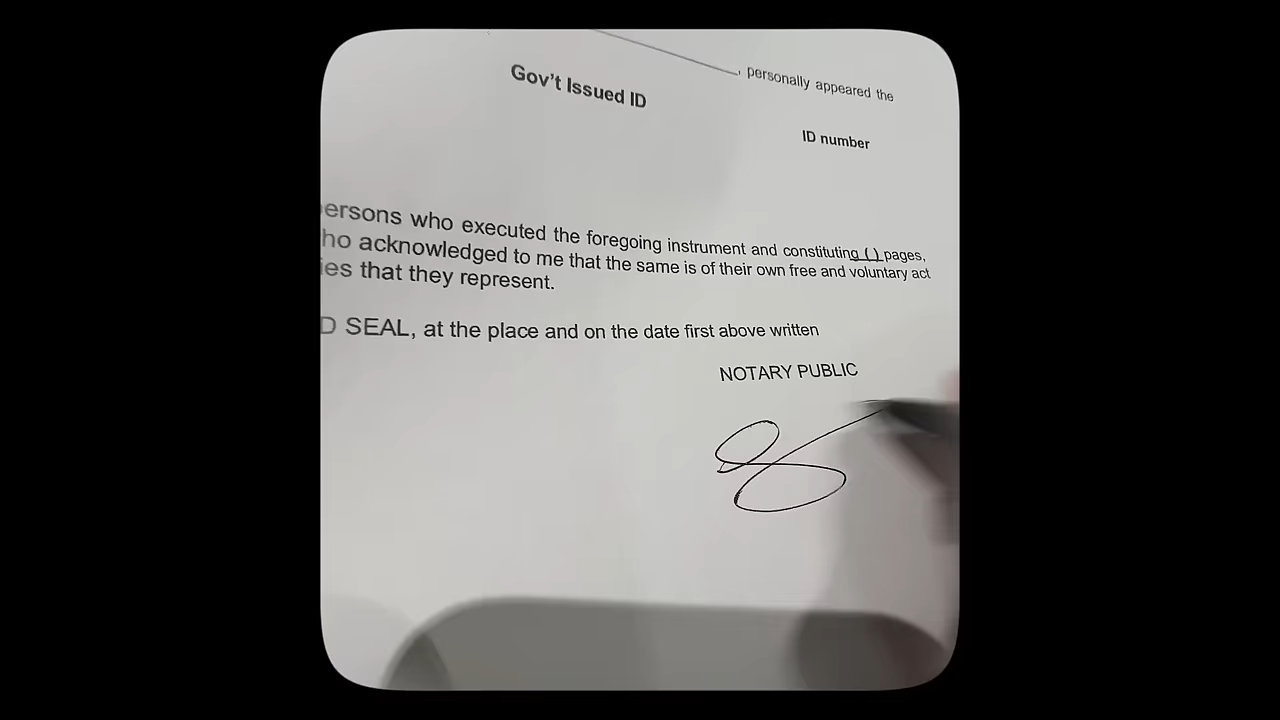 , personally appeared the
Gov't Issued ID
ID number
ersons who executed the foregoing instrument and constituting ( ) pages,
ho acknowledged to me that the same is of their own free and voluntary act
ies that they represent.
D SEAL, at the place and on the date first above written
NOTARY PUBLIC